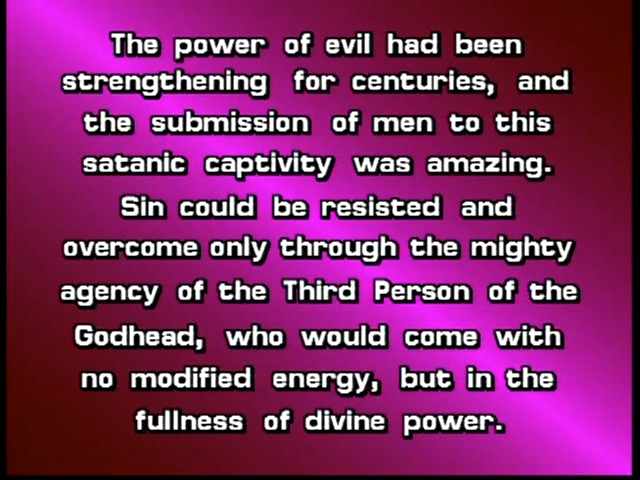 The power of evil had been
strengthening for centuries, and
the submission of men to this
satanic captivity was amazing.
Sin could be resisted and
overcome only through the mighty
agency of the Third Person of the
Godhead, who would come with
no modified energy, but in the
fullness of divine power.